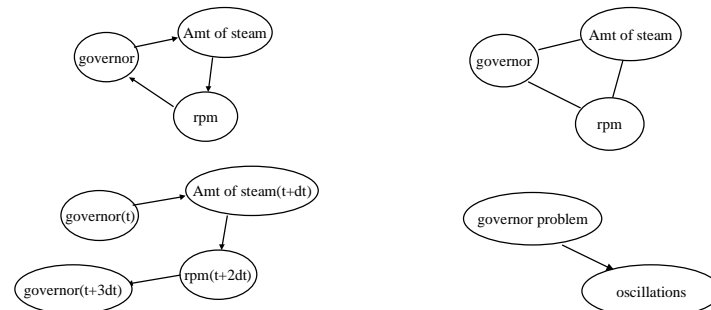 Amt of steam
governor
rpm
Amt of steam
governor
rpm
Amt of steam(t+dt)
governor(t)
rpm(t+2dt)
governor(t+3dt)
governor problem
oscillations